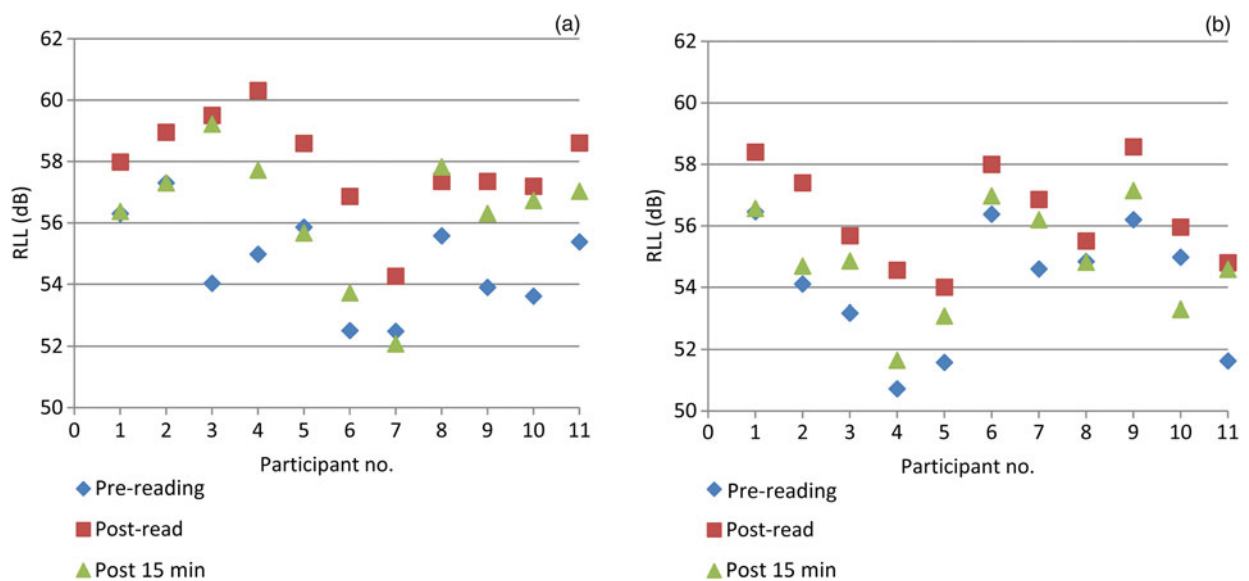 (a)
62
60
58
56
54
52
50
RLL (dB)
0 1 2 3 4 5 6 7 8 9 10 11
Participant no.
Pre-reading
Post-read
Post 15 min
(b)
62
60
58
56
54
52
50
RLL (dB)
0 1 2 3 4 5 6 7 8 9 10 11
Participant no.
Pre-reading
Post-read
Post 15 min